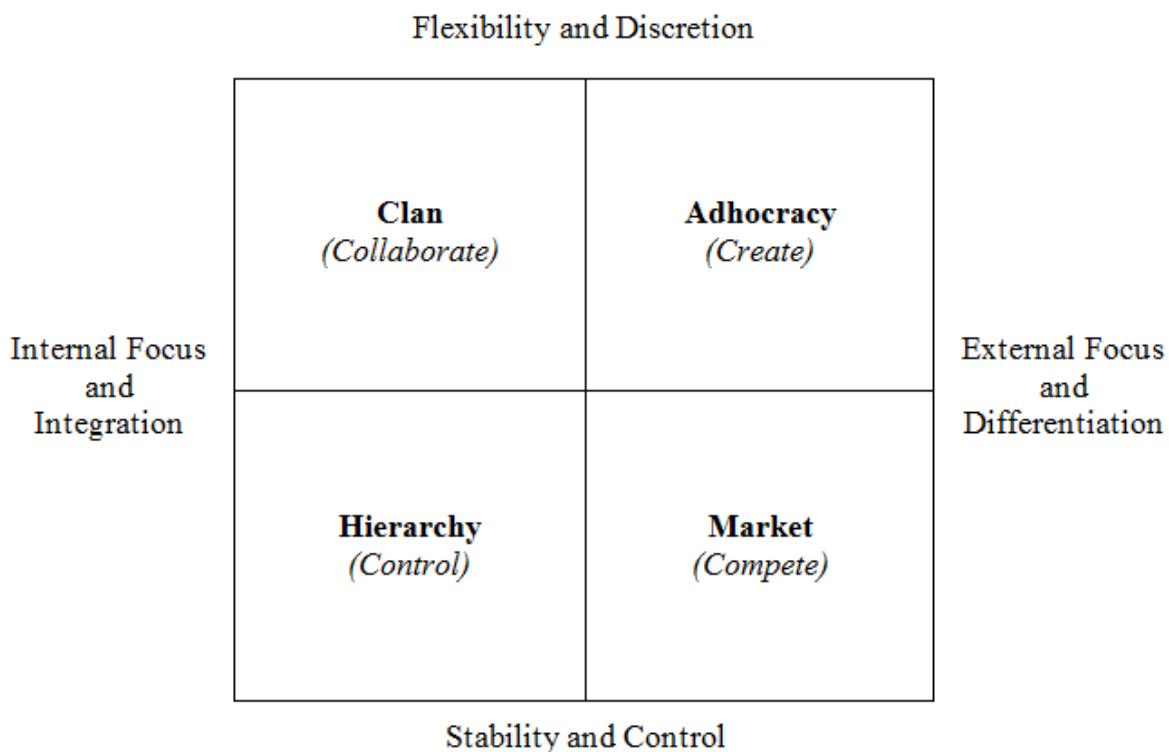 Flexibility and Discretion
Clan
(Collaborate)
Adhocracy
(Create)
Internal Focus
and
Integration
External Focus
and
Differentiation
Hierarchy
(Control)
Market
(Compete)
Stability and Control